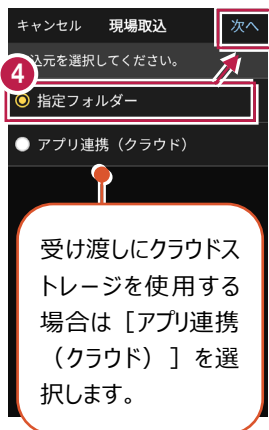 キャンセル 現場取込 次へ
込元を選択してください。
4
指定フォルダー
アプリ連携（クラウド）
受け渡しにクラウドス
トレージを使用する
場合は［アプリ連携
（クラウド）］を選
択します。